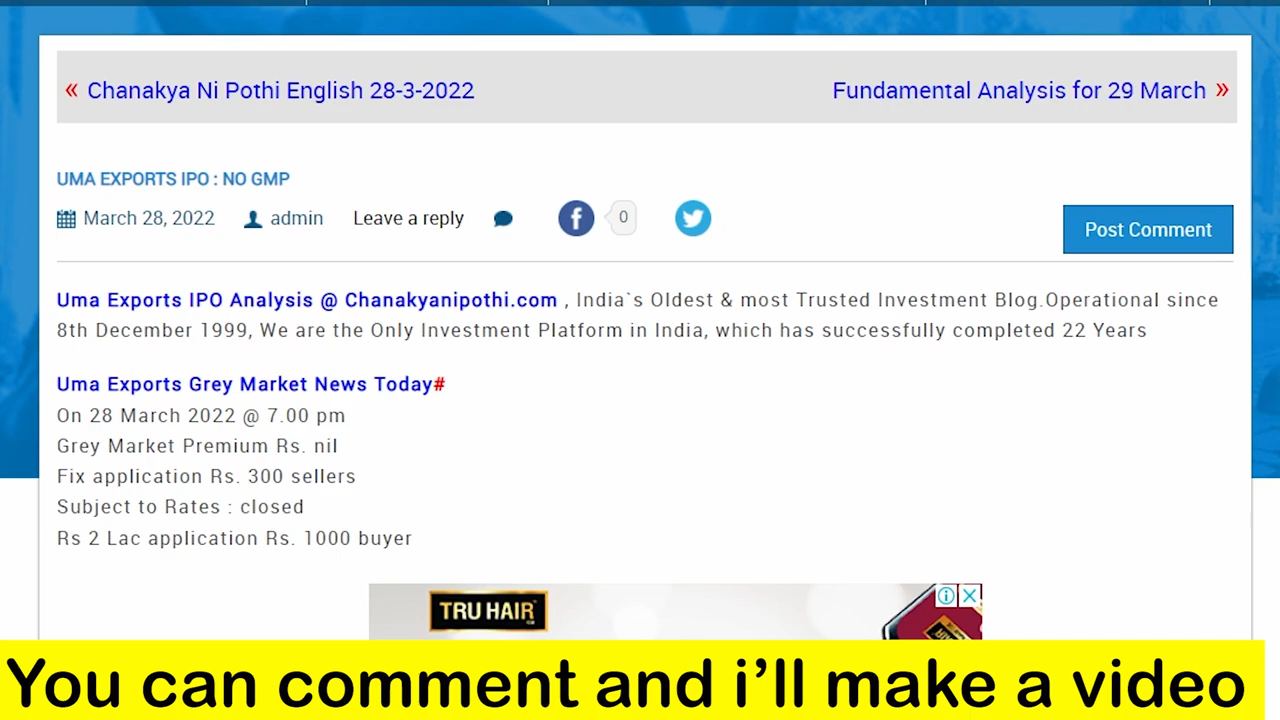 « Chanakya Ni Pothi English 28-3-2022
Fundamental Analysis for 29 March »
UMA EXPORTS IPO : NO GMP
March 28, 2022 admin Leave a reply 0
Post Comment
Uma Exports IPO Analysis @ Chanakyanipothi.com , India`s Oldest & most Trusted Investment Blog.Operational since
8th December 1999, We are the Only Investment Platform in India, which has successfully completed 22 Years
Uma Exports Grey Market News Today#
On 28 March 2022 @ 7.00 pm
Grey Market Premium Rs. nil
Fix application Rs. 300 sellers
Subject to Rates : closed
Rs 2 Lac application Rs. 1000 buyer
TRU HAIR
You can comment and i’ll make a video